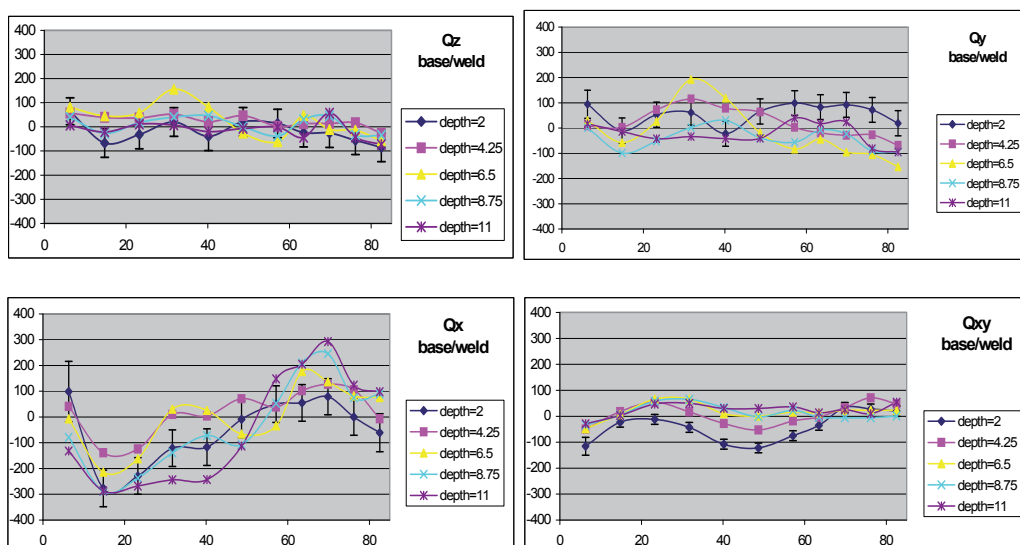 Qz
base/weld
400
300
200
100
0
-100
-200
-300
-400
0 20 40 60 80
depth=2
depth=4.25
depth=6.5
depth=8.75
depth=11
Qy
base/weld
400
300
200
100
0
-100
-200
-300
-400
0 20 40 60 80
depth=2
depth=4.25
depth=6.5
depth=8.75
depth=11
Qx
base/weld
400
300
200
100
0
-100
-200
-300
-400
0 20 40 60 80
depth=2
depth=4.25
depth=6.5
depth=8.75
depth=11
Qxy
base/weld
400
300
200
100
0
-100
-200
-300
-400
0 20 40 60 80
depth=2
depth=4.25
depth=6.5
depth=8.75
depth=11